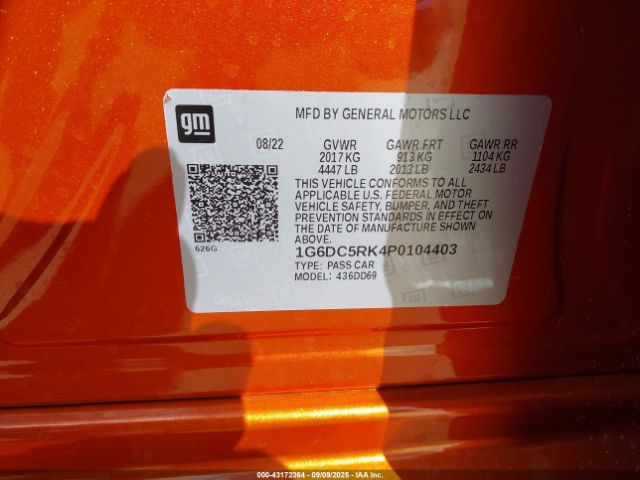 gm
MFD BY GENERAL MOTORS LLC
08/22 GVWR GAWR FRT GAWR RR
2017 KG 913 KG 1104 KG
4447 LB 2013 LB 2434 LB
THIS VEHICLE CONFORMS TO ALL
APPLICABLE U.S. FEDERAL MOTOR
VEHICLE SAFETY, BUMPER, AND THEFT
PREVENTION STANDARDS IN EFFECT ON
THE DATE OF MANUFACTURE SHOWN
ABOVE.
626G
1G6DC5RK4P0104403
TYPE: PASS CAR
MODEL: 436DD69
000-43172364 - 09/09/2025 - IAAI.COM